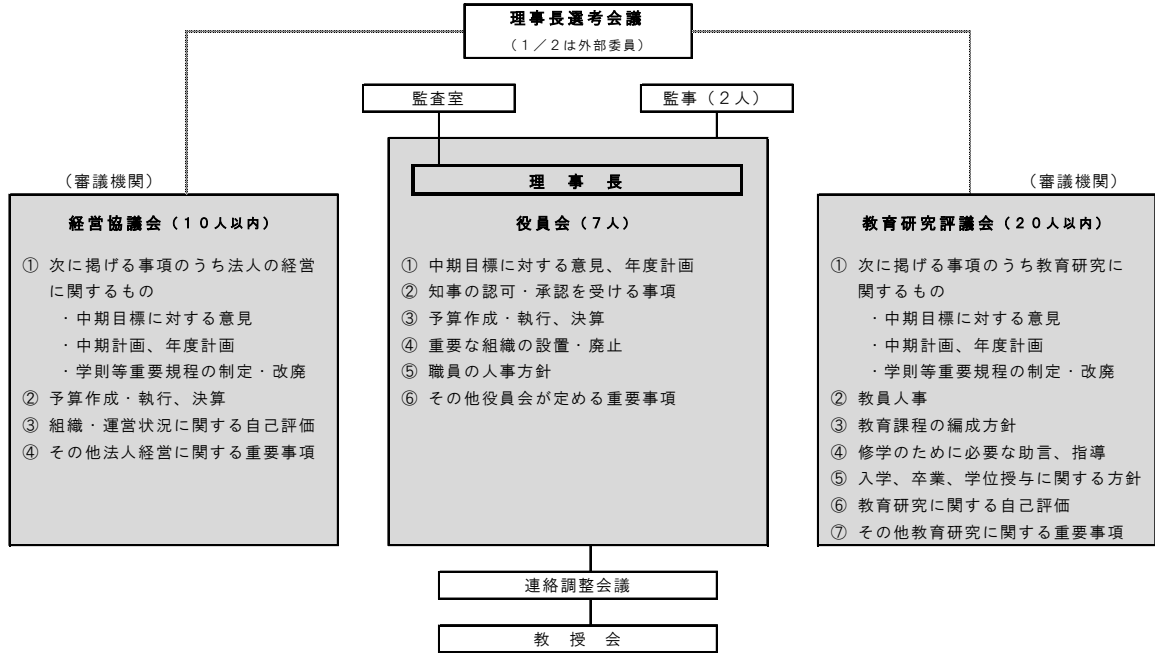 理事長選考会議
（１／２は外部委員）
監査室
監事（２人）
（審議機関）
経営協議会（１０人以内）
① 次に掲げる事項のうち法人の経営
に関するもの
・中期目標に対する意見
・中期計画、年度計画
・学則等重要規程の制定・改廃
② 予算作成・執行、決算
③ 組織・運営状況に関する自己評価
④ その他法人経営に関する重要事項
理　事　長
役員会（７人）
① 中期目標に対する意見、年度計画
② 知事の認可・承認を受ける事項
③ 予算作成・執行、決算
④ 重要な組織の設置・廃止
⑤ 職員の人事方針
⑥ その他役員会が定める重要事項
（審議機関）
教育研究評議会（２０人以内）
① 次に掲げる事項のうち教育研究に
関するもの
・中期目標に対する意見
・中期計画、年度計画
・学則等重要規程の制定・改廃
② 教員人事
③ 教育課程の編成方針
④ 修学のために必要な助言、指導
⑤ 入学、卒業、学位授与に関する方針
⑥ 教育研究に関する自己評価
⑦ その他教育研究に関する重要事項
連絡調整会議
教　授　会